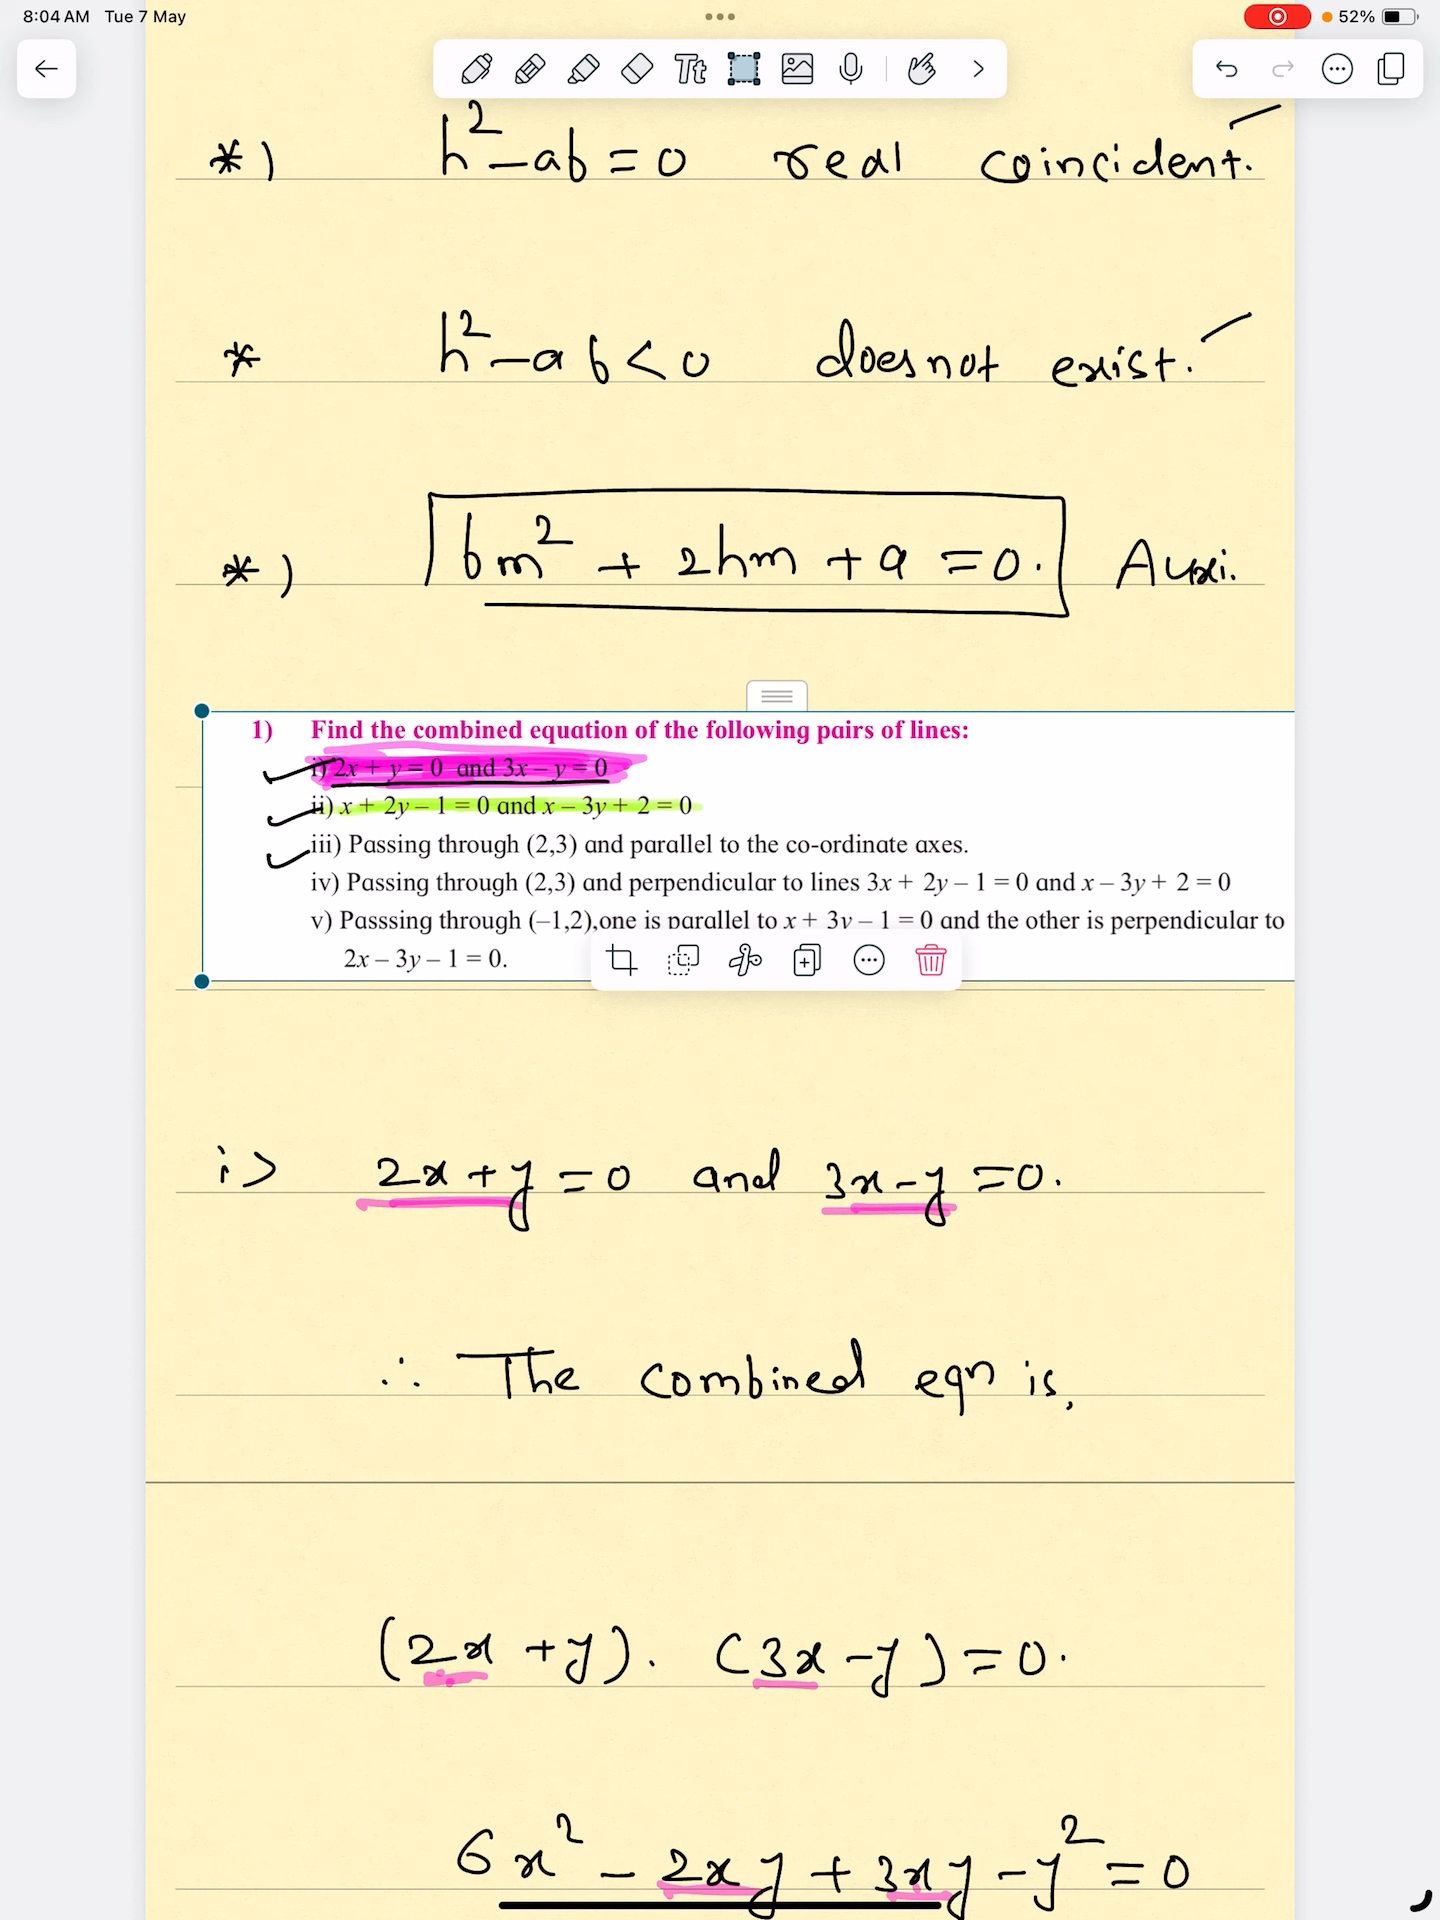 8:04 AM Tue 7 May 52%
Tt
*) h²-ab=0 real coincident.
* h²-ab<0 does not exist.
*) bm² + 2hm + a = 0. Auxi.
1) Find the combined equation of the following pairs of lines:
i) 2x + y = 0 and 3x – y = 0
ii) x + 2y – 1 = 0 and x – 3y + 2 = 0
iii) Passing through (2,3) and parallel to the co-ordinate axes.
iv) Passing through (2,3) and perpendicular to lines 3x + 2y – 1 = 0 and x – 3y + 2 = 0
v) Passsing through (–1,2),one is parallel to x + 3y – 1 = 0 and the other is perpendicular to
2x – 3y – 1 = 0.
i> 2x+y=0 and 3x-y=0.
∴ The combined eqn is,
(2x+y). (3x-y)=0.
6x² - 2xy + 3xy - y² = 0